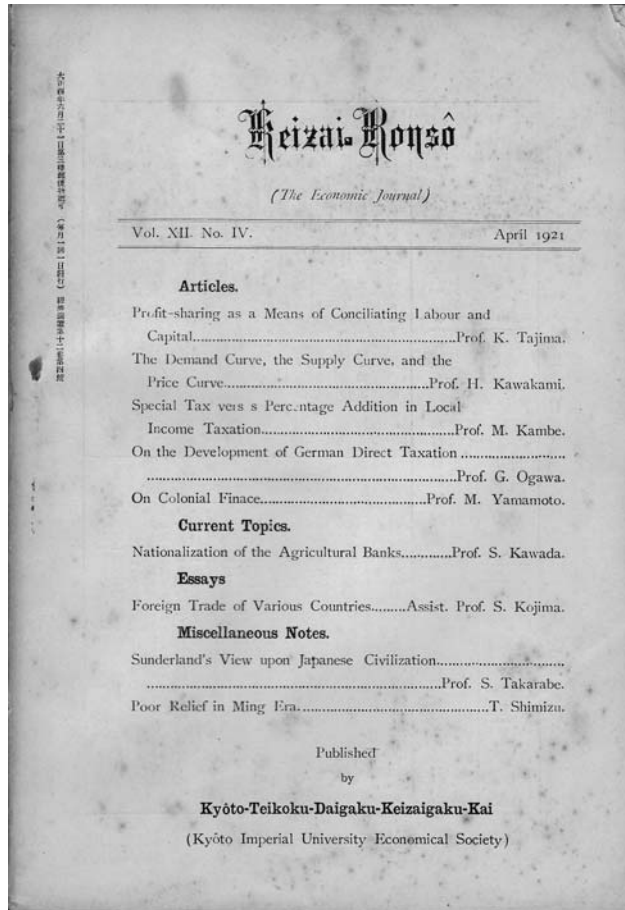 Keizai Ronsô
(The Economic Journal)
Vol. XII. No. IV. April 1921
Articles.
Profit-sharing as a Means of Conciliating Labour and
Capital..........Prof. K. Tajima.
The Demand Curve, the Supply Curve, and the
Price Curve..........Prof. H. Kawakami.
Special Tax vers s Percentage Addition in Local
Income Taxation..........Prof. M. Kambe.
On the Development of German Direct Taxation ..........
..........Prof. G. Ogawa.
On Colonial Finace..........Prof. M. Yamamoto.
Current Topics.
Nationalization of the Agricultural Banks..........Prof. S. Kawada.
Essays
Foreign Trade of Various Countries.........Assist. Prof. S. Kojima.
Miscellaneous Notes.
Sunderland's View upon Japanese Civilization..........
..........Prof. S. Takarabe.
Poor Relief in Ming Era..........T. Shimizu.
Published
by
Kyôto-Teikoku-Daigaku-Keizaigaku-Kai
(Kyôto Imperial University Economical Society)